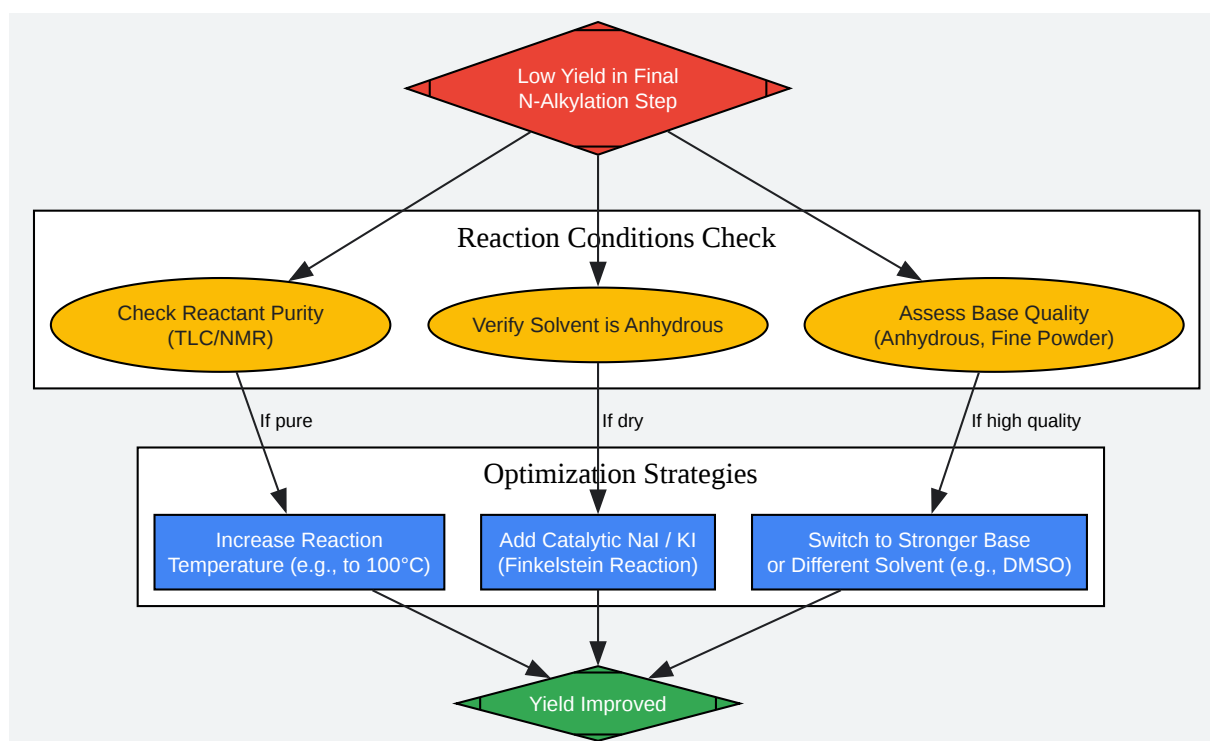 Low Yield in Final
N-Alkylation Step
Reaction Conditions Check
Check Reactant Purity
(TLC/NMR)
Verify Solvent is Anhydrous
Assess Base Quality
(Anhydrous, Fine Powder)
If pure
If dry
If high quality
Optimization Strategies
Increase Reaction
Temperature (e.g., to 100°C)
Add Catalytic NaI / KI
(Finkelstein Reaction)
Switch to Stronger Base
or Different Solvent (e.g., DMSO)
Yield Improved